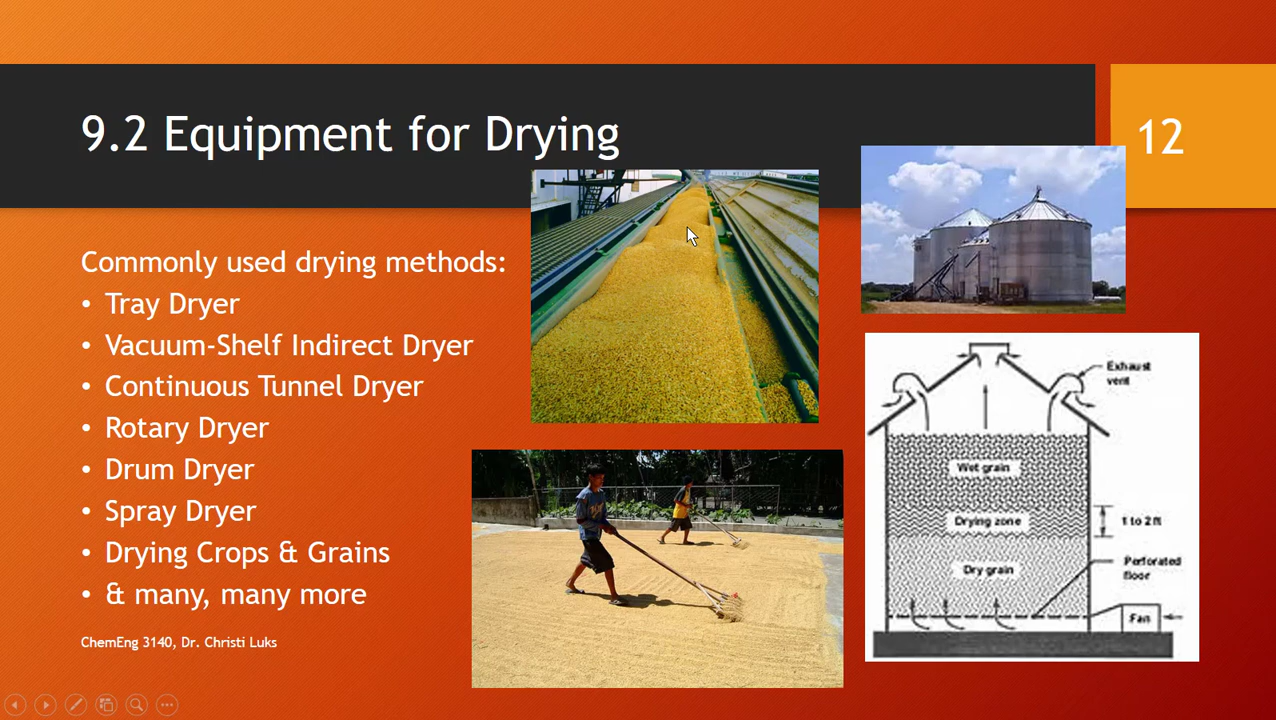 9.2 Equipment for Drying
12
Commonly used drying methods:
• Tray Dryer
• Vacuum-Shelf Indirect Dryer
• Continuous Tunnel Dryer
• Rotary Dryer
• Drum Dryer
• Spray Dryer
• Drying Crops & Grains
• & many, many more
ChemEng 3140, Dr. Christi Luks
Exhaust
vent
Wet grain
Drying zone
1 to 2 ft
Dry grain
Perforated
floor
Fan